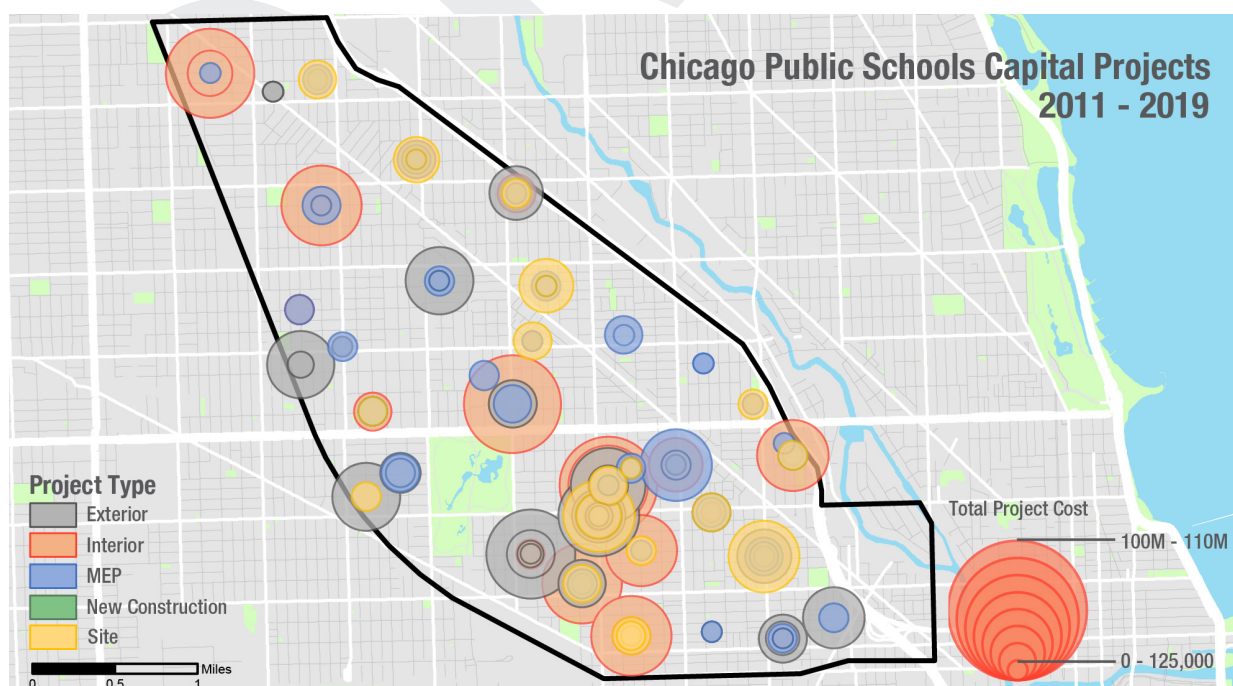 Chicago Public Schools Capital Projects
2011 - 2019
Project Type
Exterior
Interior
MEP
New Construction
Site
0 0.5 1 Miles
Total Project Cost
100M - 110M
0 - 125,000